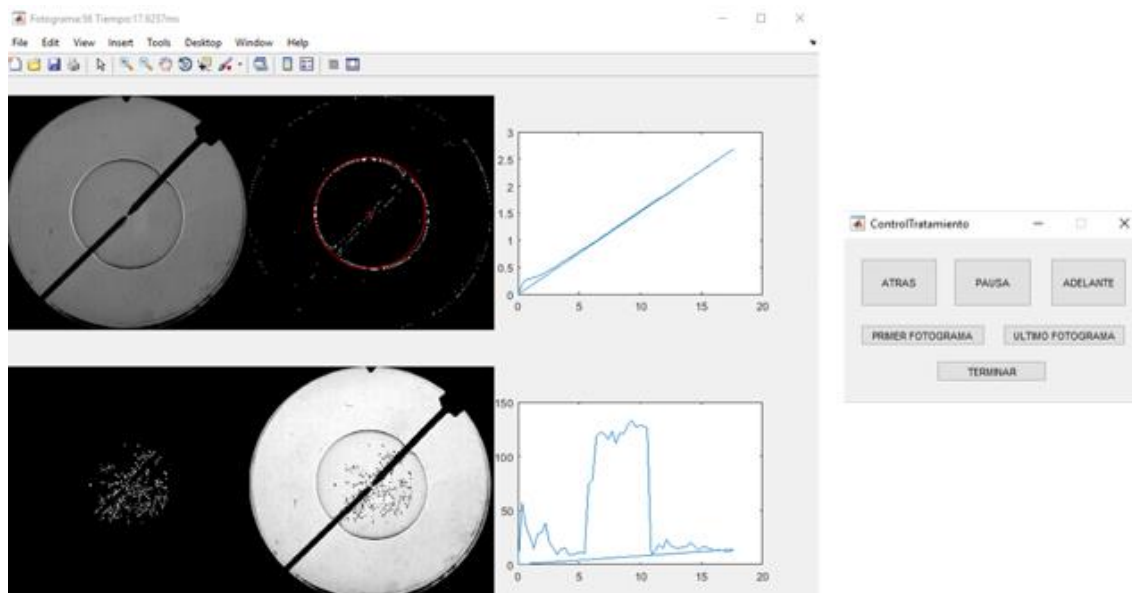 Fotograma:56 Tiempo:17.6257ms
File Edit View Insert Tools Desktop Window Help
3
2.5
2
1.5
1
0.5
0
0 5 10 15 20
ControlTratamiento
ATRAS PAUSA ADELANTE
PRIMER FOTOGRAMA ULTIMO FOTOGRAMA
TERMINAR
150
100
50
0
0 5 10 15 20